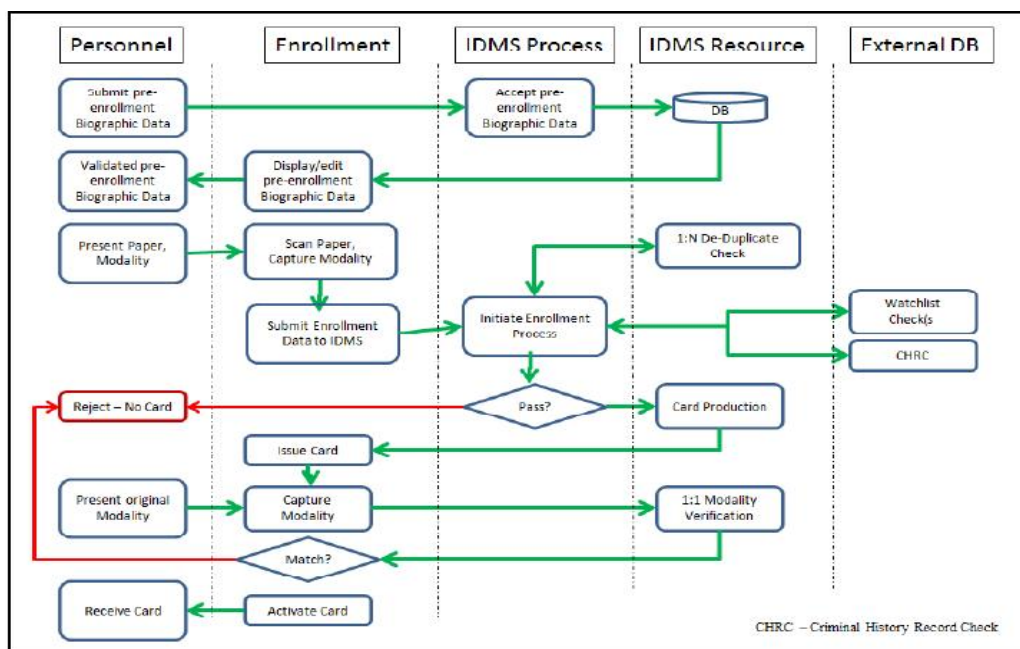 Personnel
Enrollment
IDMS Process
IDMS Resource
External DB
Submit pre-
enrollment
Biographic Data
Accept pre-
enrollment
Biographic Data
DB
Validated pre-
enrollment
Biographic Data
Display/edit
pre-enrollment
Biographic Data
Present Paper,
Modality
Scan Paper,
Capture Modality
1:N De-Duplicate
Check
Submit Enrollment
Data to IDMS
Initiate Enrollment
Process
Watchlist
Check(s
CHRC
Reject – No Card
Pass?
Card Production
Issue Card
Present original
Modality
Capture
Modality
1:1 Modality
Verification
Match?
Receive Card
Activate Card
CHRC – Criminal History Record Check